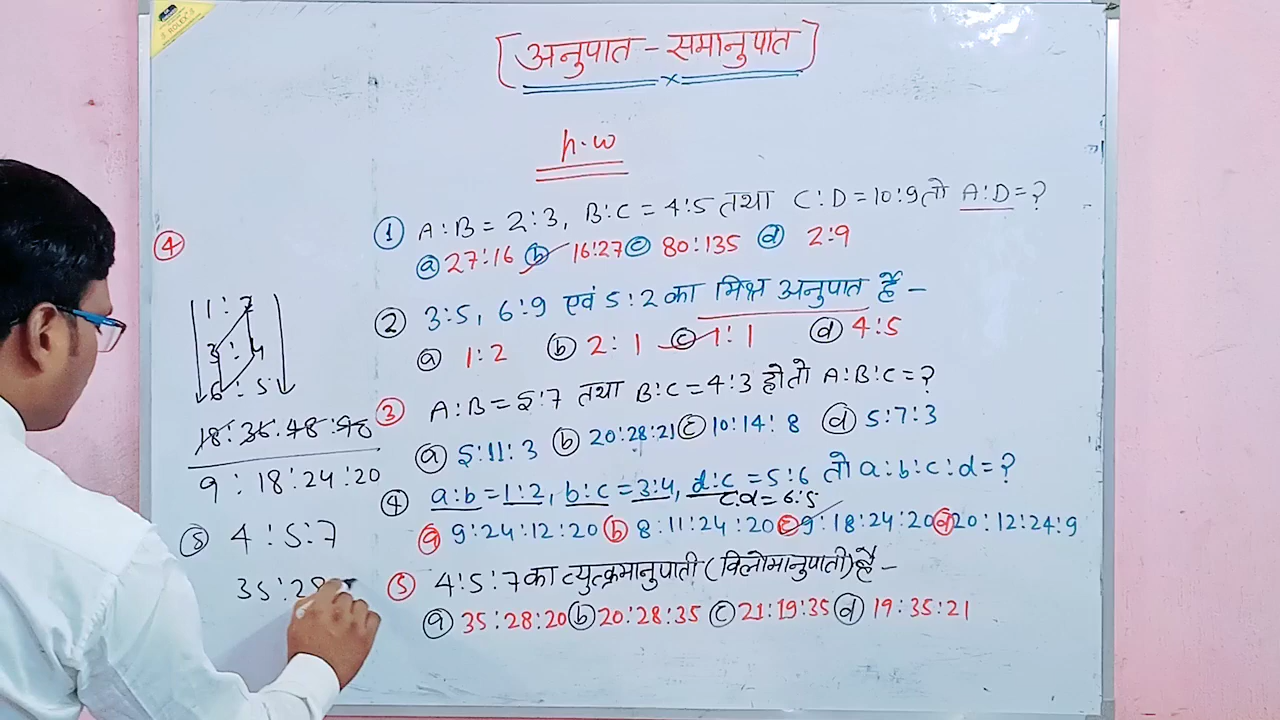 [अनुपात - समानुपात]
h.w
① A:B = 2:3, B:C = 4:5 तथा C:D = 10:9 तो A:D = ?
ⓐ 27:16 ⓑ 16:27 ⓒ 80:135 ⓓ 2:9
② 3:5, 6:9 एवं 5:2 का मिश्र अनुपात है -
ⓐ 1:2 ⓑ 2:1 ⓒ 1:1 ⓓ 4:5
③ A:B = 5:7 तथा B:C = 4:3 हो तो A:B:C = ?
ⓐ 5:11:3 ⓑ 20:28:21 ⓒ 10:14:8 ⓓ 5:7:3
④ a:b = 1:2, b:c = 3:4, d:c = 5:6 तो a:b:c:d = ?
c:d = 6:5
ⓐ 9:24:12:20 ⓑ 8:11:24:20 ⓒ 9:18:24:20 ⓓ 20:12:24:9
⑤ 4:5:7 का व्युत्क्रमानुपाती (विलोमानुपाती) है -
ⓐ 35:28:20 ⓑ 20:28:35 ⓒ 21:19:35 ⓓ 19:35:21
④
1:2
3:4
6:5
18:36:48:
9:18:24:20
⑤ 4:5:7
35:28